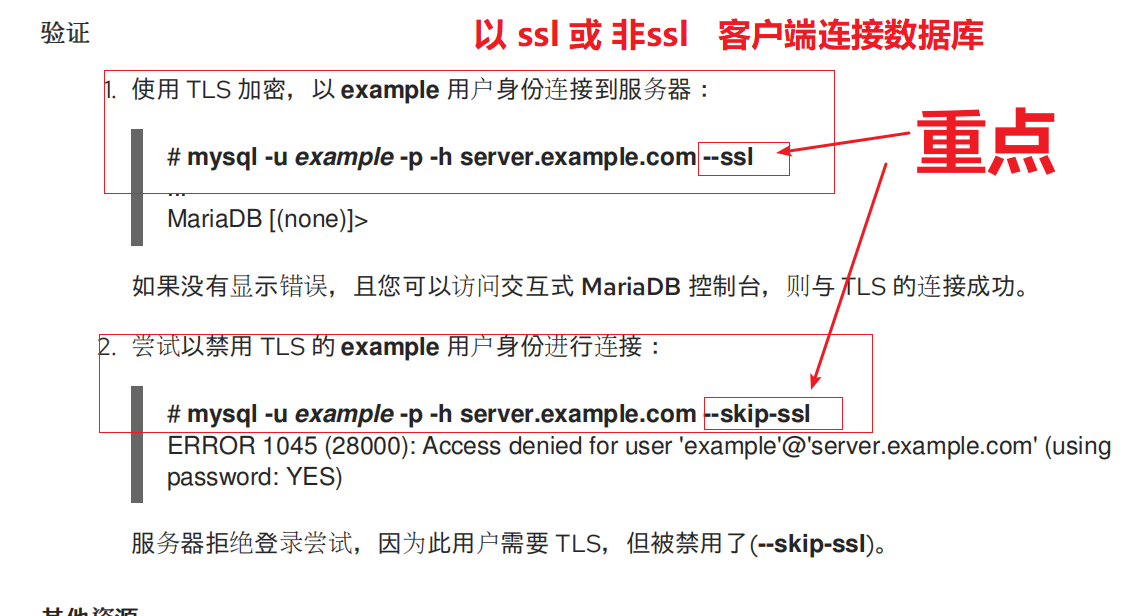 验证
以 ssl 或 非ssl 客户端连接数据库
1. 使用 TLS 加密，以 example 用户身份连接到服务器：
# mysql -u example -p -h server.example.com --ssl
重点
...
MariaDB [(none)]>
如果没有显示错误，且您可以访问交互式 MariaDB 控制台，则与 TLS 的连接成功。
2. 尝试以禁用 TLS 的 example 用户身份进行连接：
# mysql -u example -p -h server.example.com --skip-ssl
ERROR 1045 (28000): Access denied for user 'example'@'server.example.com' (using
password: YES)
服务器拒绝登录尝试，因为此用户需要 TLS，但被禁用了(--skip-ssl)。
其他资源